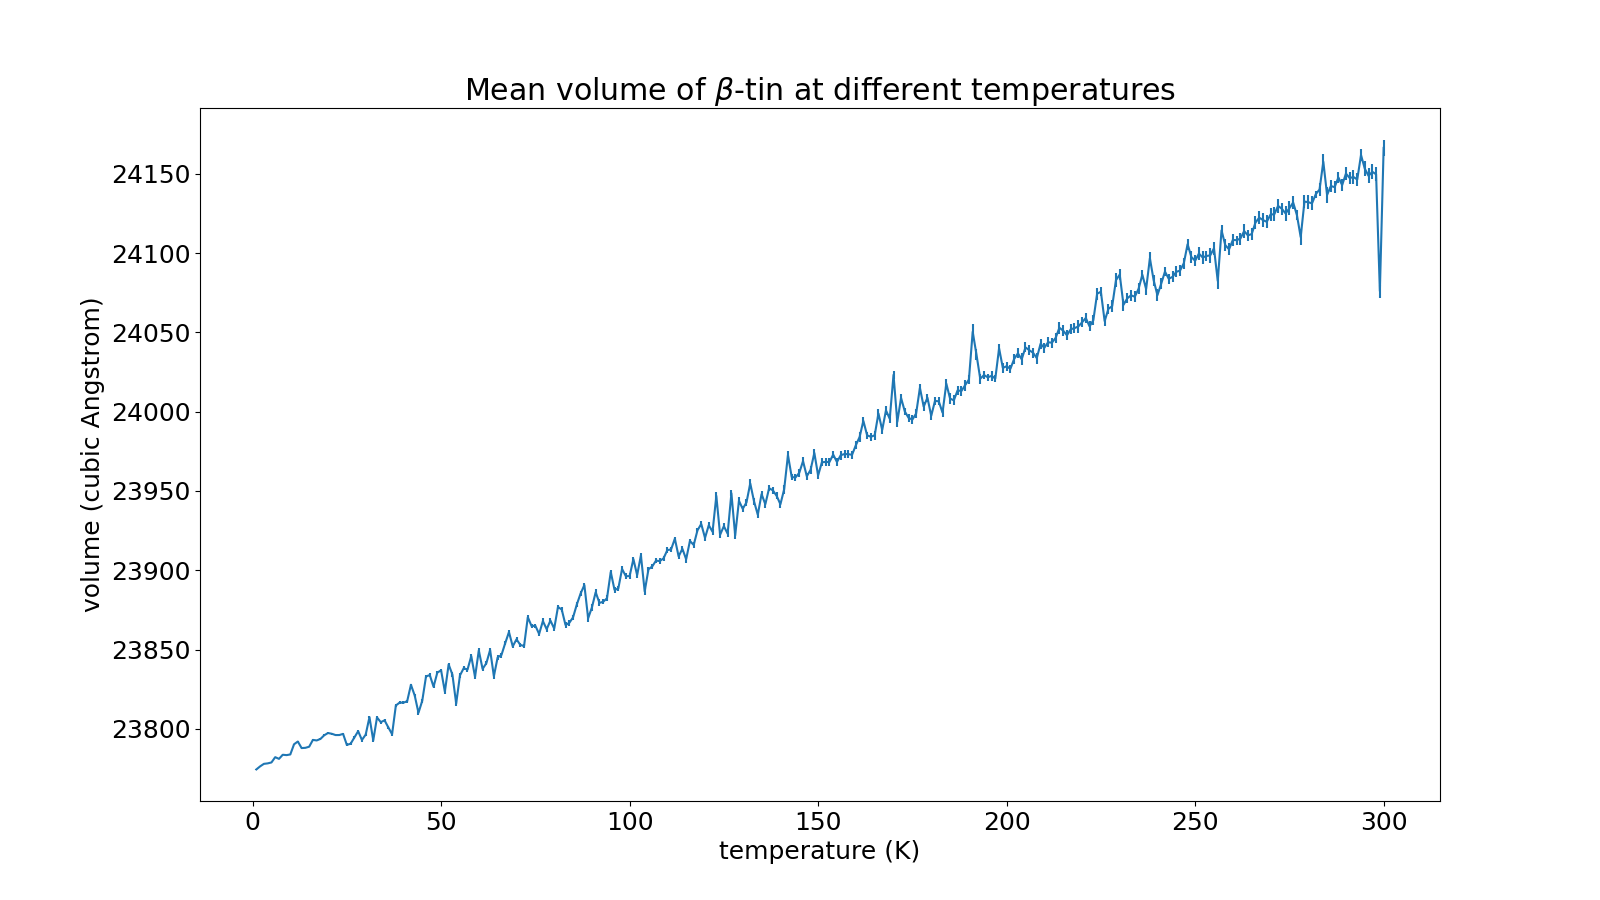 Mean volume of β-tin at different temperatures
volume (cubic Angstrom)
24150
24100
24050
24000
23950
23900
23850
23800
0 50 100 150 200 250 300
temperature (K)